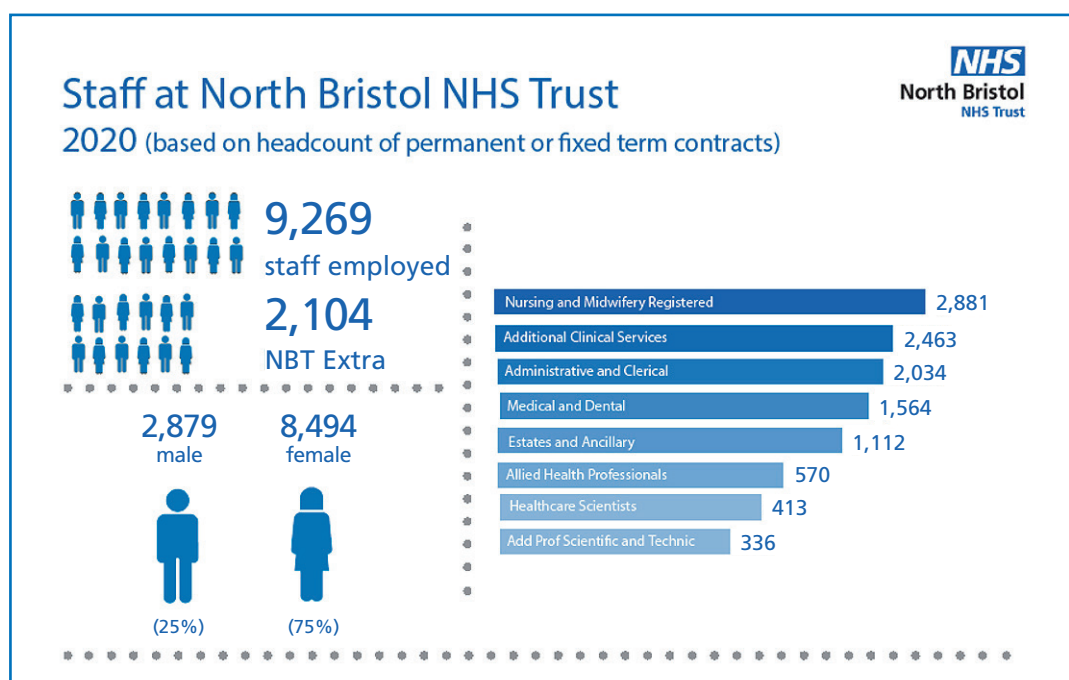 NHS
North Bristol
NHS Trust
Staff at North Bristol NHS Trust
2020 (based on headcount of permanent or fixed term contracts)
9,269
staff employed
2,104
NBT Extra
2,879
male
8,494
female
(25%)
(75%)
Nursing and Midwifery Registered 2,881
Additional Clinical Services 2,463
Administrative and Clerical 2,034
Medical and Dental 1,564
Estates and Ancillary 1,112
Allied Health Professionals 570
Healthcare Scientists 413
Add Prof Scientific and Technic 336